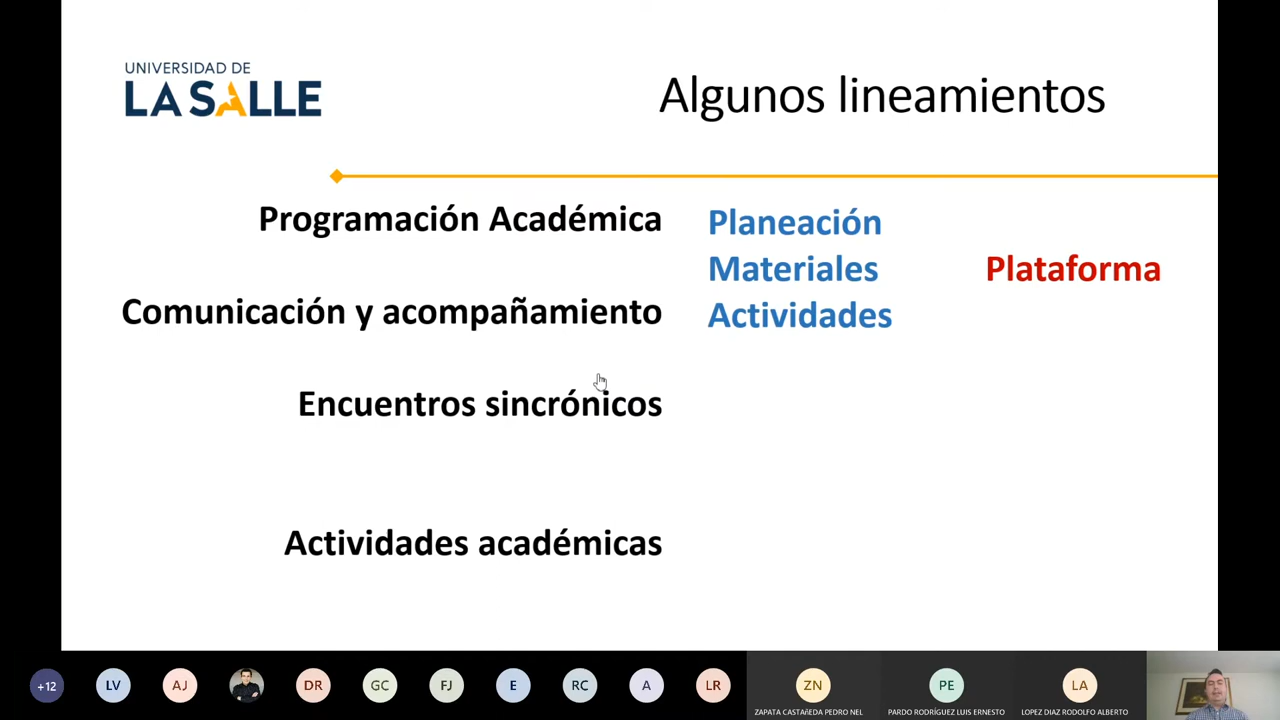 UNIVERSIDAD DE
LA SALLE
Algunos lineamientos
Programación Académica
Comunicación y acompañamiento
Encuentros sincrónicos
Actividades académicas
Planeación
Materiales
Actividades
Plataforma
+12
LV
AJ
DR
GC
FJ
E
RC
A
LR
ZN
PE
LA
ZAPATA CASTAñEDA PEDRO NEL
PARDO RODRÍGUEZ LUIS ERNESTO
LOPEZ DIAZ RODOLFO ALBERTO